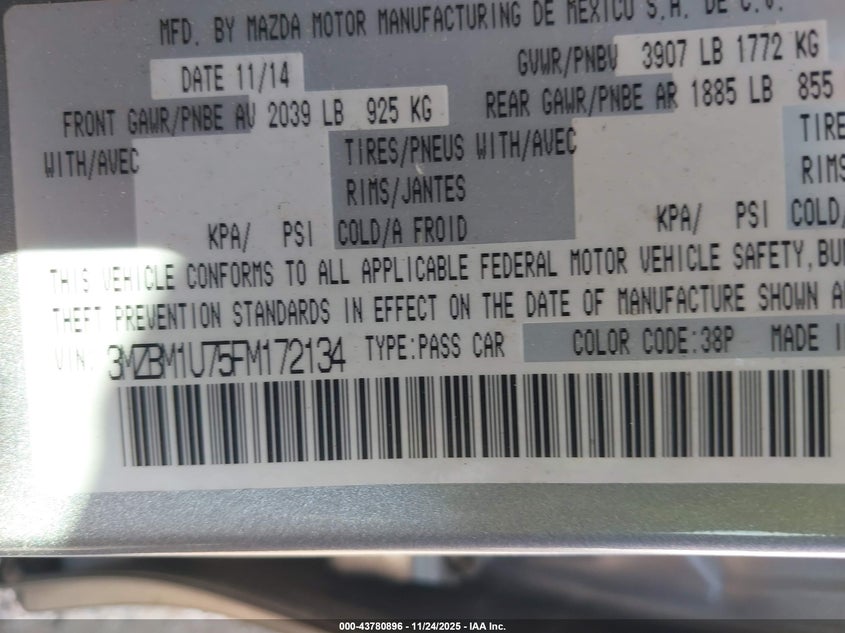 MFD. BY MAZDA MOTOR MANUFACTURING DE MEXICO S.A. DE C.V.
DATE 11/14
GVWR/PNBV 3907 LB 1772 KG
FRONT GAWR/PNBE AV 2039 LB 925 KG
REAR GAWR/PNBE AR 1885 LB 855
WITH/AVEC
TIRES/PNEUS WITH/AVEC
TIRE
RIMS/JANTES
RIMS
KPA/ PSI COLD/A FROID
KPA/ PSI COLD/
THIS VEHICLE CONFORMS TO ALL APPLICABLE FEDERAL MOTOR VEHICLE SAFETY, BU
THEFT PREVENTION STANDARDS IN EFFECT ON THE DATE OF MANUFACTURE SHOWN A
VIN: 3MZBM1U75FM172134 TYPE:PASS CAR COLOR CODE:38P MADE I
000-43780896 - 11/24/2025 - IAA Inc.